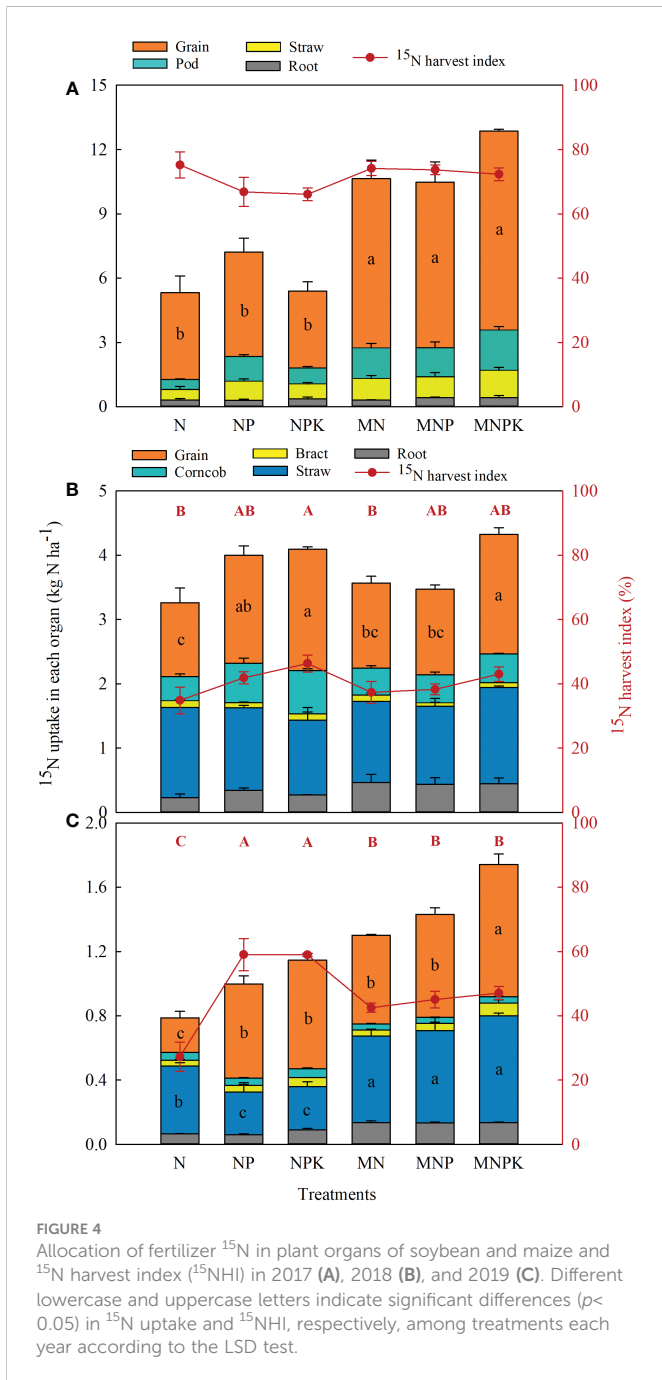 Grain Straw ¹⁵N harvest index
Pod Root
A
15 100
12 80
9 60
6 40
3 20
0 0
a a a
b b b
N NP NPK MN MNP MNPK
Grain Bract Root
Corncob Straw ¹⁵N harvest index
B
5 100
4 80
3 60
2 40
1 20
0 0
B AB A B AB AB
c ab a bc bc a
¹⁵N uptake in each organ (kg N ha⁻¹)
¹⁵N harvest index (%)
C
2.0 100
1.6 80
1.2 60
0.8 40
0.4 20
0.0 0
C A A B B B
c b b b b a
b c c a a a
N NP NPK MN MNP MNPK
Treatments
FIGURE 4
Allocation of fertilizer ¹⁵N in plant organs of soybean and maize and
¹⁵N harvest index (¹⁵NHI) in 2017 (A), 2018 (B), and 2019 (C). Different
lowercase and uppercase letters indicate significant differences (p<
0.05) in ¹⁵N uptake and ¹⁵NHI, respectively, among treatments each
year according to the LSD test.